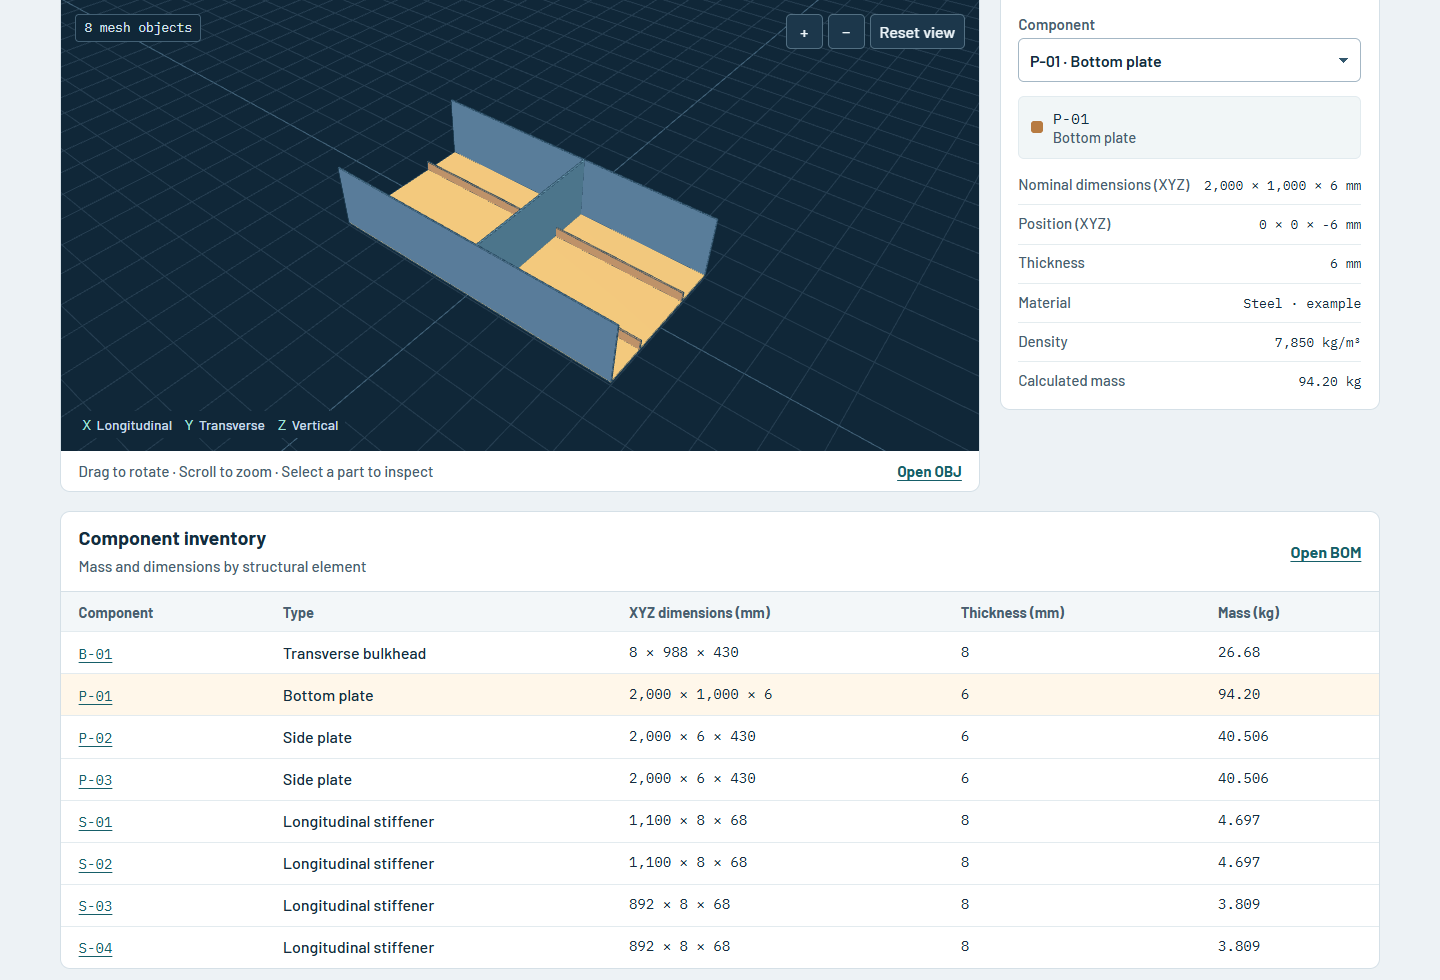 8 mesh objects
+
−
Reset view
X Longitudinal Y Transverse Z Vertical
Drag to rotate · Scroll to zoom · Select a part to inspect
Open OBJ
Component
P-01 · Bottom plate
P-01
Bottom plate
Nominal dimensions (XYZ) 2,000 × 1,000 × 6 mm
Position (XYZ) 0 × 0 × -6 mm
Thickness 6 mm
Material Steel · example
Density 7,850 kg/m³
Calculated mass 94.20 kg
Component inventory
Mass and dimensions by structural element
Open BOM
Component Type XYZ dimensions (mm) Thickness (mm) Mass (kg)
B-01 Transverse bulkhead 8 × 988 × 430 8 26.68
P-01 Bottom plate 2,000 × 1,000 × 6 6 94.20
P-02 Side plate 2,000 × 6 × 430 6 40.506
P-03 Side plate 2,000 × 6 × 430 6 40.506
S-01 Longitudinal stiffener 1,100 × 8 × 68 8 4.697
S-02 Longitudinal stiffener 1,100 × 8 × 68 8 4.697
S-03 Longitudinal stiffener 892 × 8 × 68 8 3.809
S-04 Longitudinal stiffener 892 × 8 × 68 8 3.809